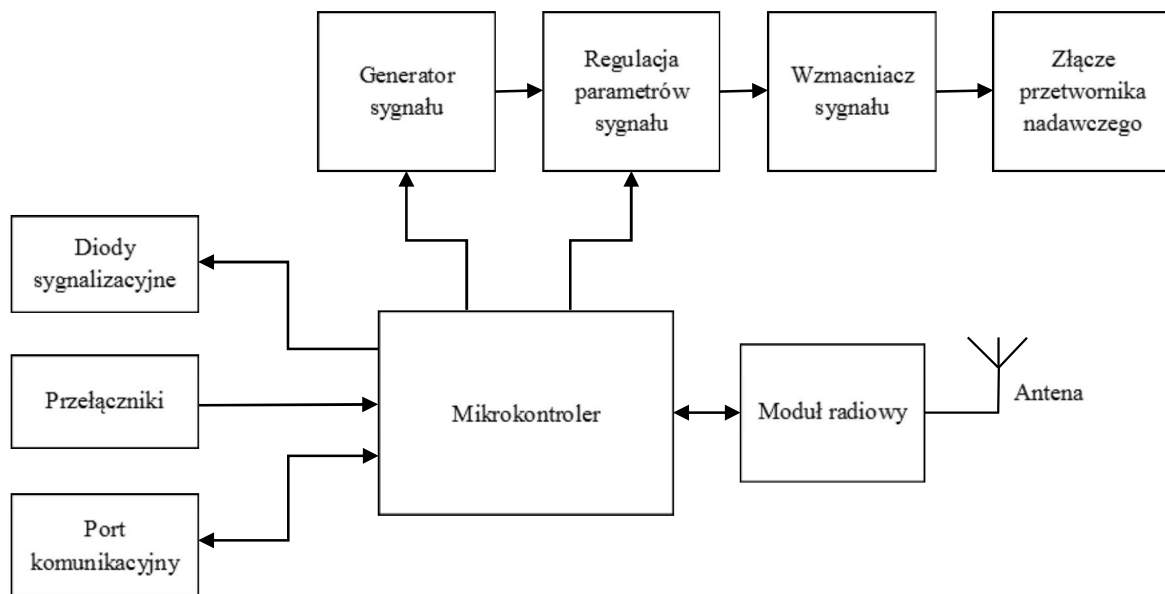 Generator
sygnału
Regulacja
parametrów
sygnału
Wzmacniacz
sygnału
Złącze
przetwornika
nadawczego
Diody
sygnalizacyjne
Przełączniki
Port
komunikacyjny
Mikrokontroler
Moduł radiowy
Antena